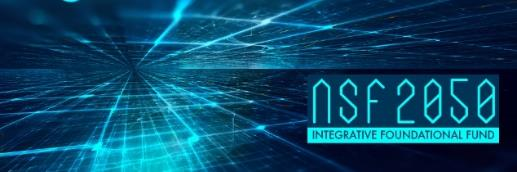 NSF 2050
INTEGRATIVE FOUNDATIONAL FUND